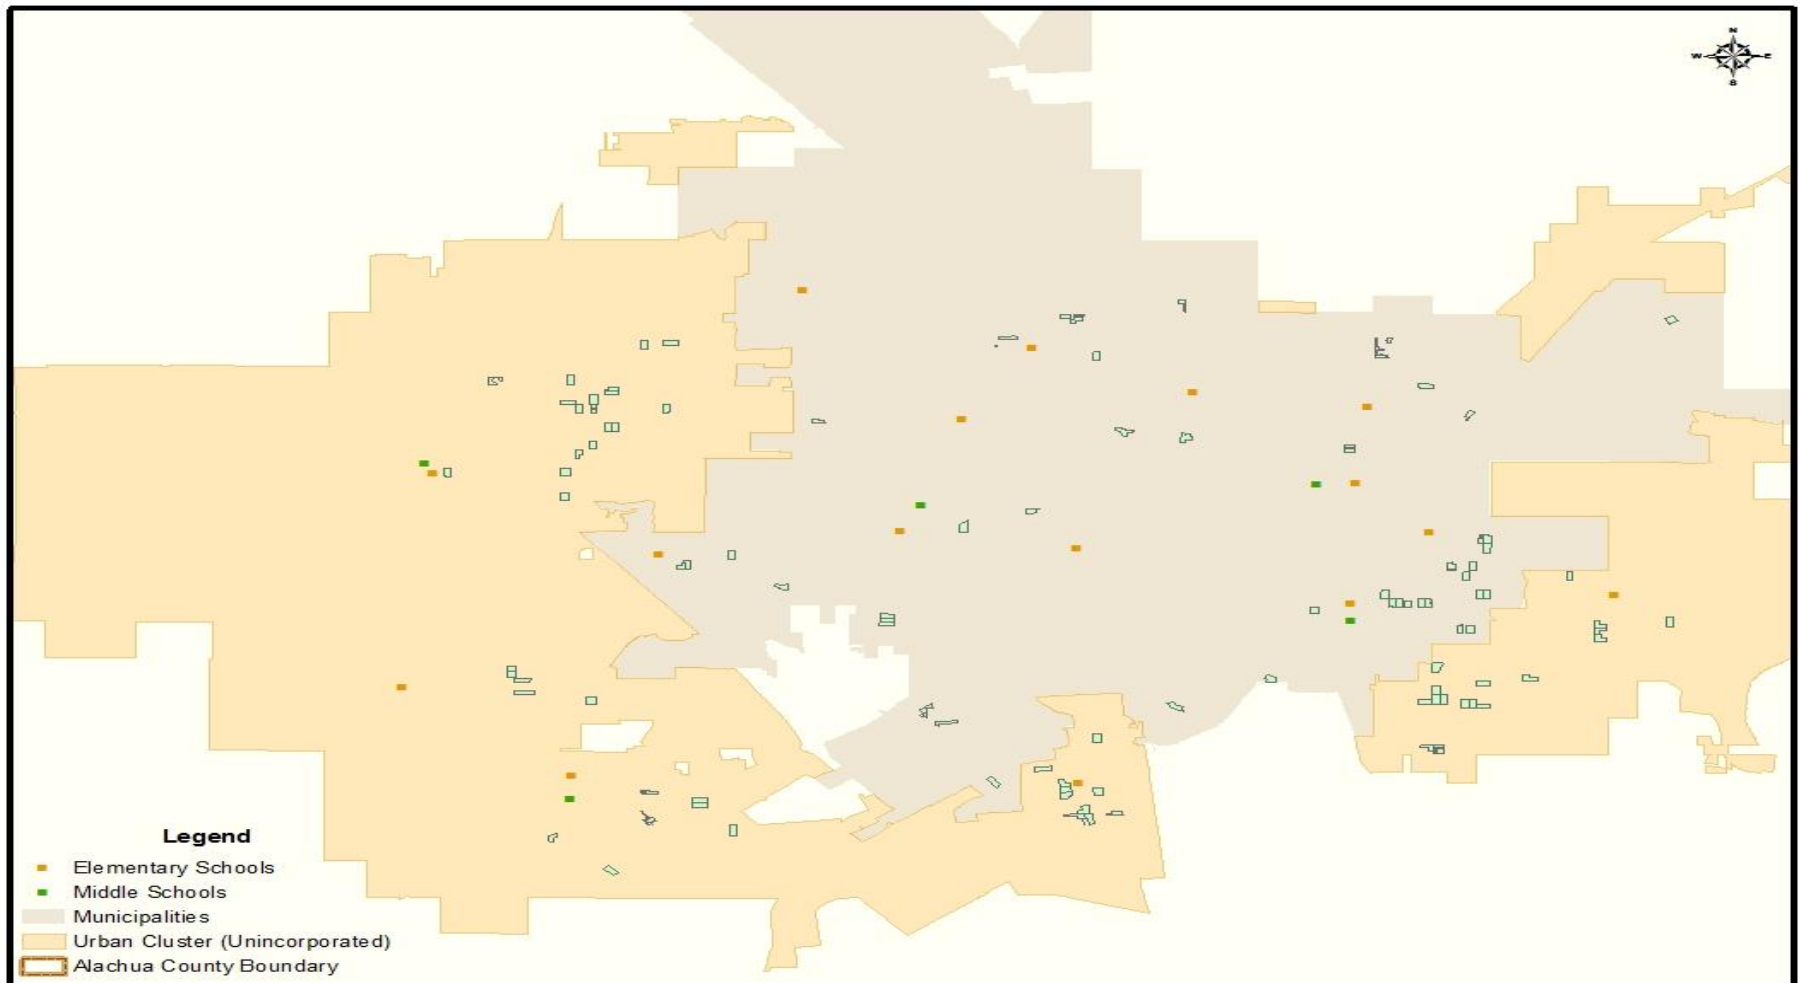 N
W E
S
Legend
Elementary Schools
Middle Schools
Municipalities
Urban Cluster (Unincorporated)
Alachua County Boundary